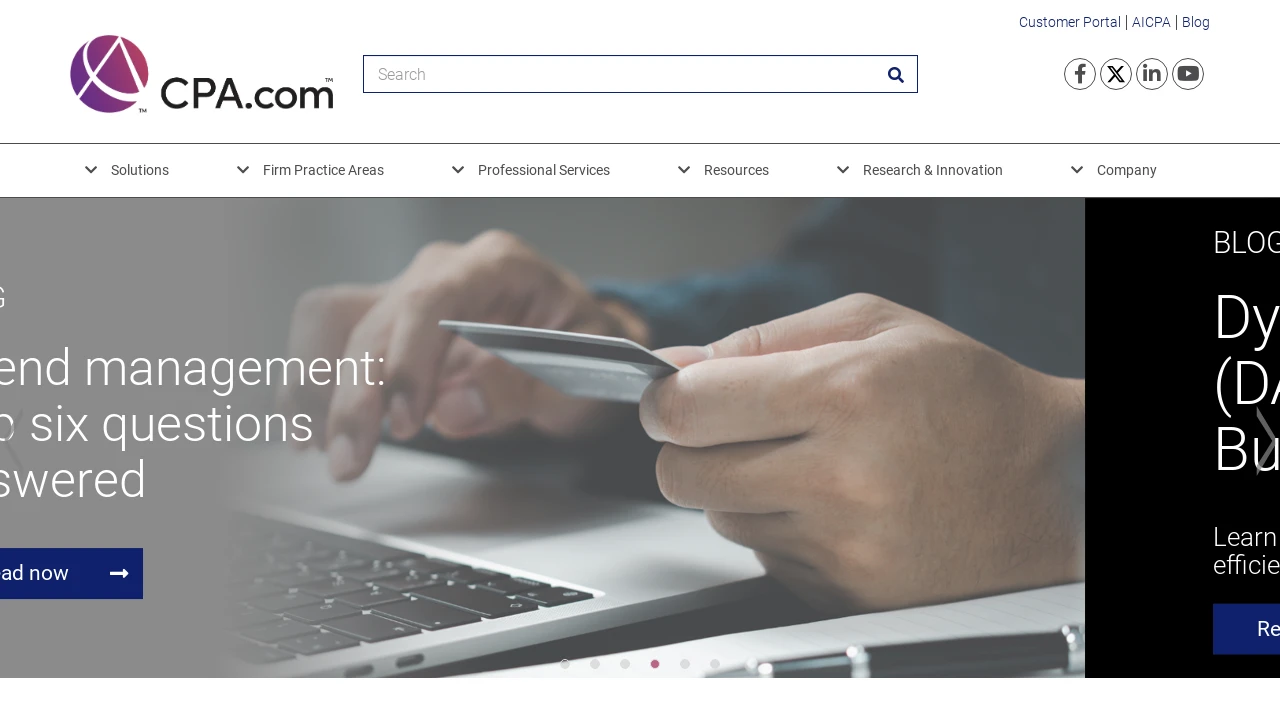 Customer Portal | AICPA | Blog
CPA.com™
Search
Solutions
Firm Practice Areas
Professional Services
Resources
Research & Innovation
Company
end management:
six questions
swered
ad now
BLOG
Dy
(DA
Bu
Learn
efficie
Re